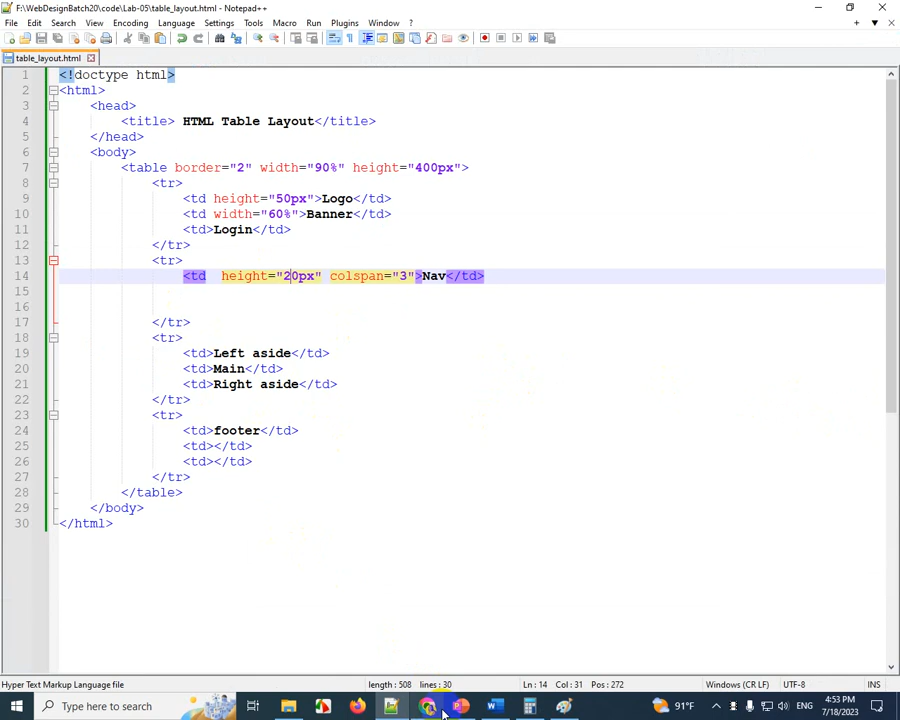 F:\WebDesignBatch20\code\Lab-05\table_layout.html - Notepad++
File Edit Search View Encoding Language Settings Tools Macro Run Plugins Window ?
table_layout.html
1 <!doctype html>
2 <html>
3 <head>
4 <title> HTML Table Layout</title>
5 </head>
6 <body>
7 <table border="2" width="90%" height="400px">
8 <tr>
9 <td height="50px">Logo</td>
10 <td width="60%">Banner</td>
11 <td>Login</td>
12 </tr>
13 <tr>
14 <td  height="20px" colspan="3">Nav</td>
15
16
17 </tr>
18 <tr>
19 <td>Left aside</td>
20 <td>Main</td>
21 <td>Right aside</td>
22 </tr>
23 <tr>
24 <td>footer</td>
25 <td></td>
26 <td></td>
27 </tr>
28 </table>
29 </body>
30 </html>
Hyper Text Markup Language file length : 508 lines : 30 Ln : 14 Col : 31 Pos : 272 Windows (CR LF) UTF-8 INS
Type here to search 91°F ENG 4:53 PM
7/18/2023